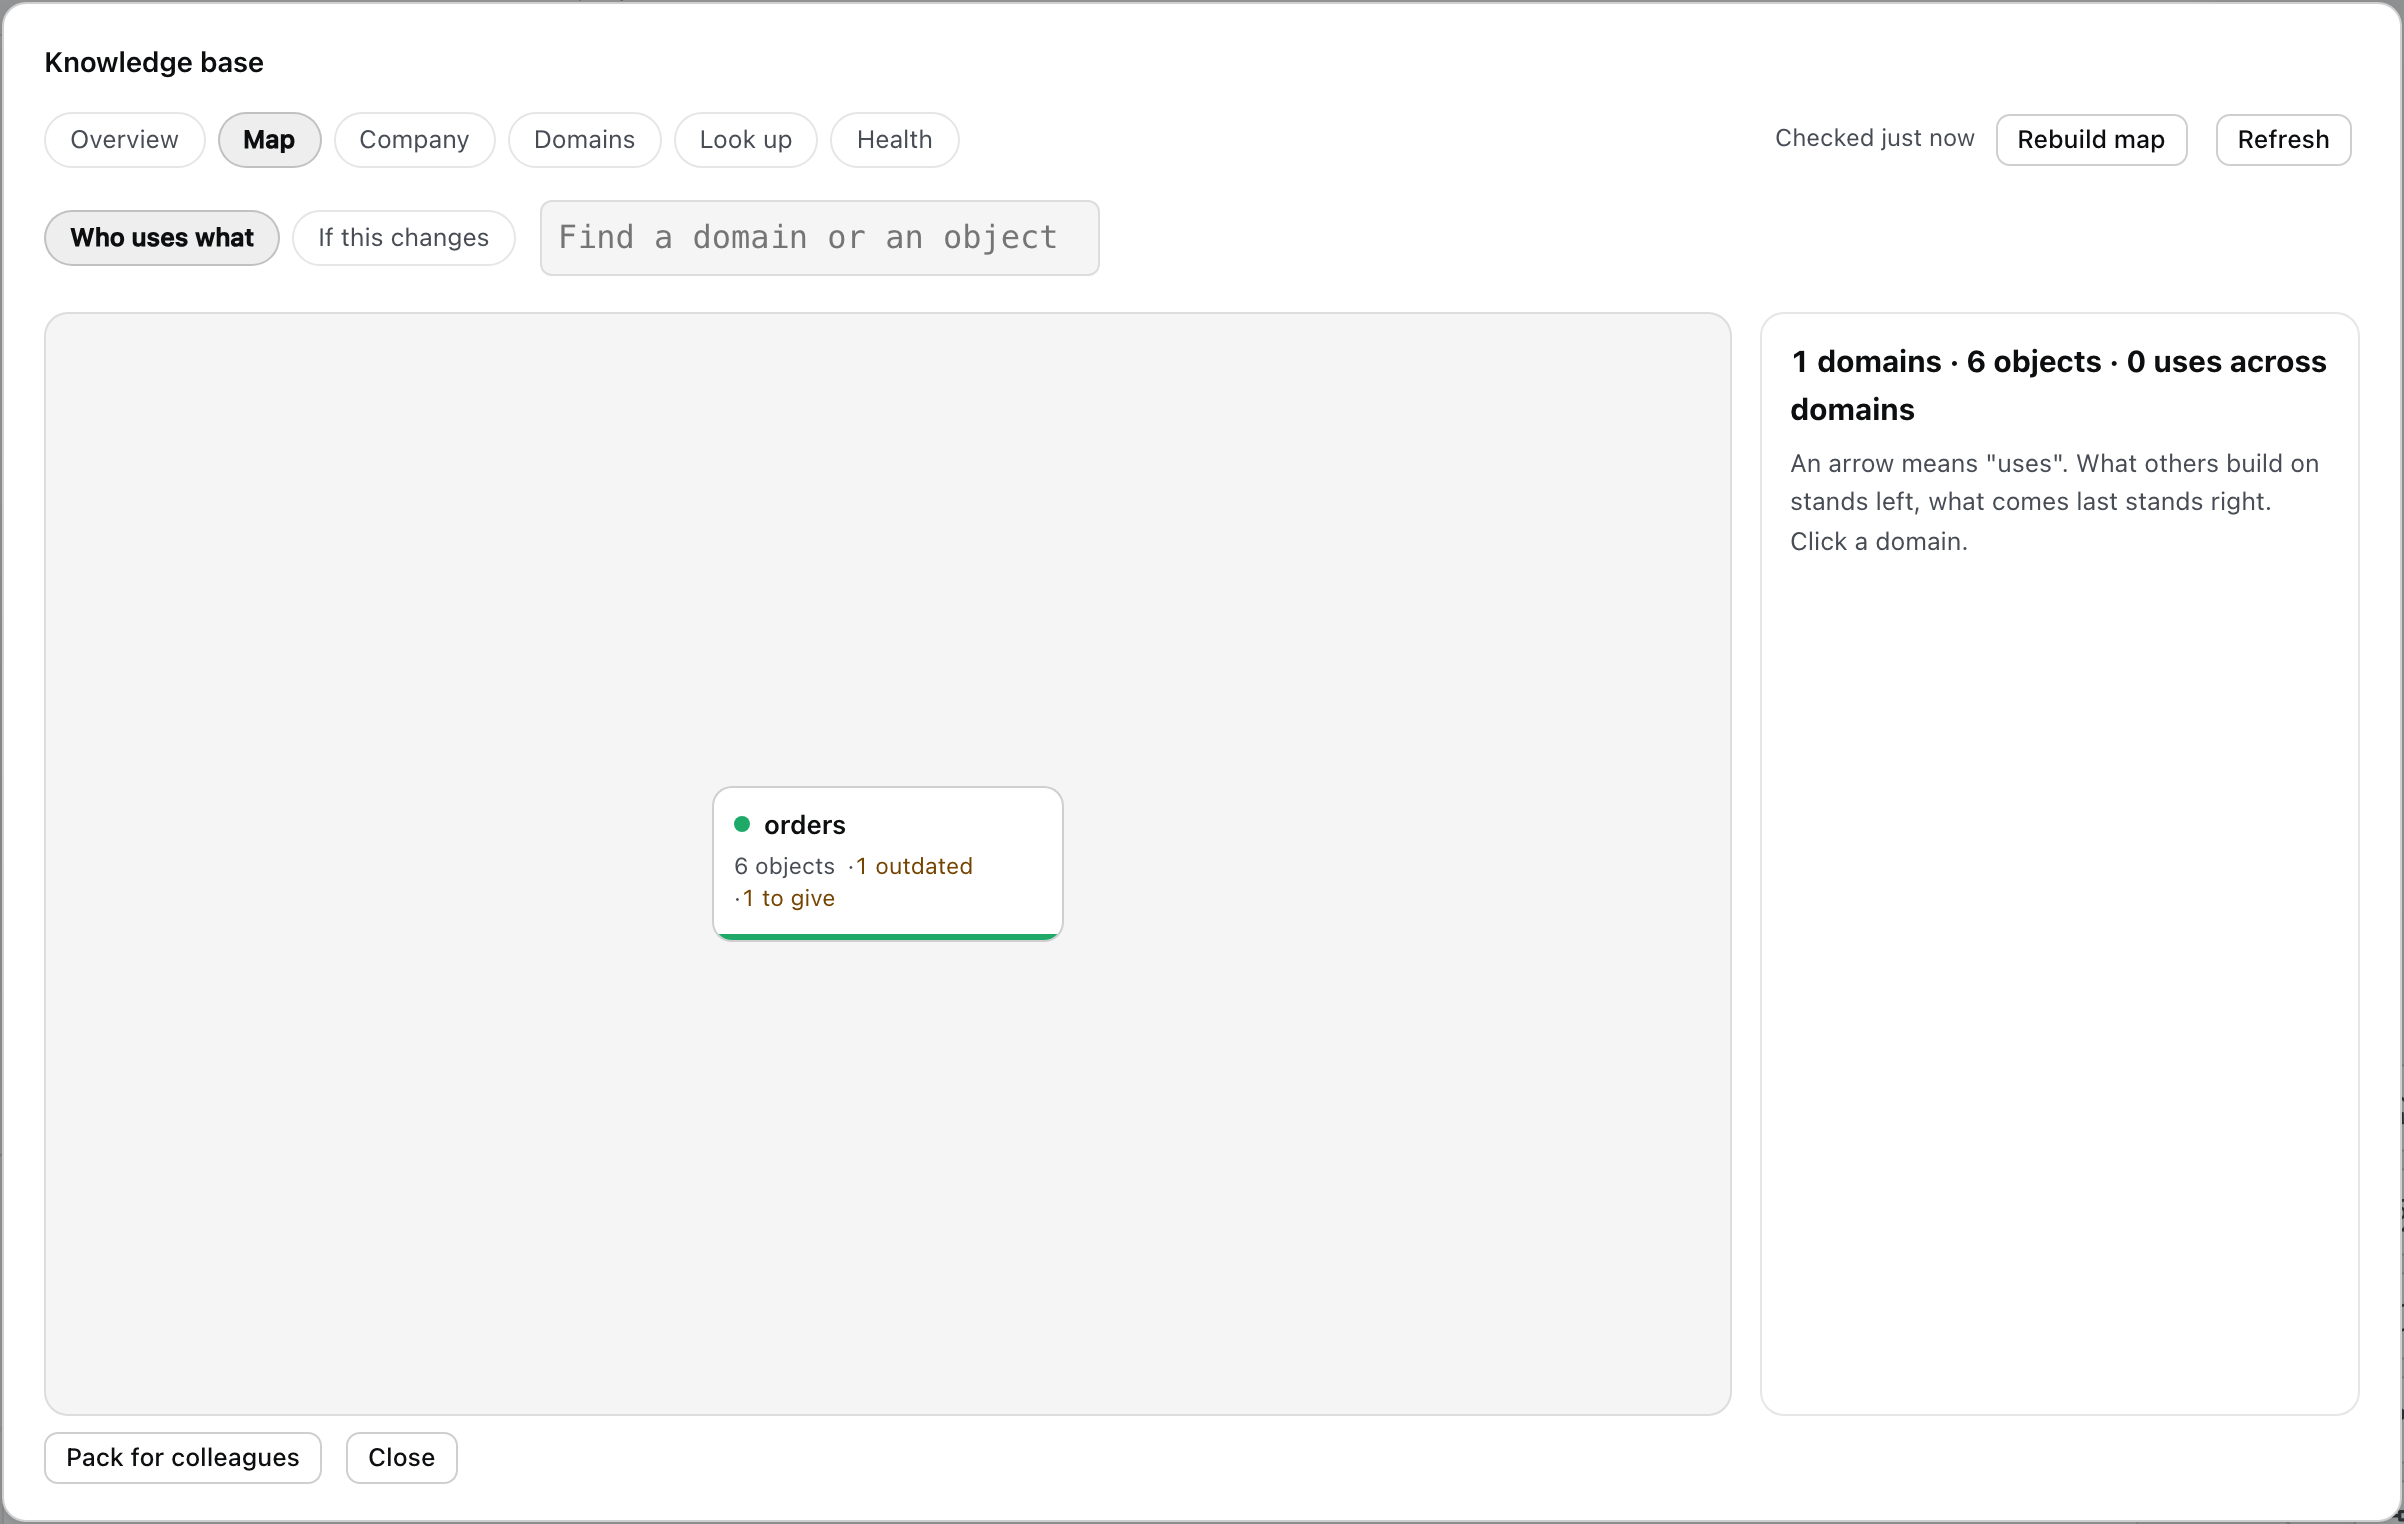 Knowledge base
Overview Map Company Domains Look up Health Checked just now Rebuild map Refresh
Who uses what If this changes Find a domain or an object
1 domains · 6 objects · 0 uses across
domains
An arrow means "uses". What others build on
stands left, what comes last stands right.
Click a domain.
orders
6 objects ·1 outdated
·1 to give
Pack for colleagues Close